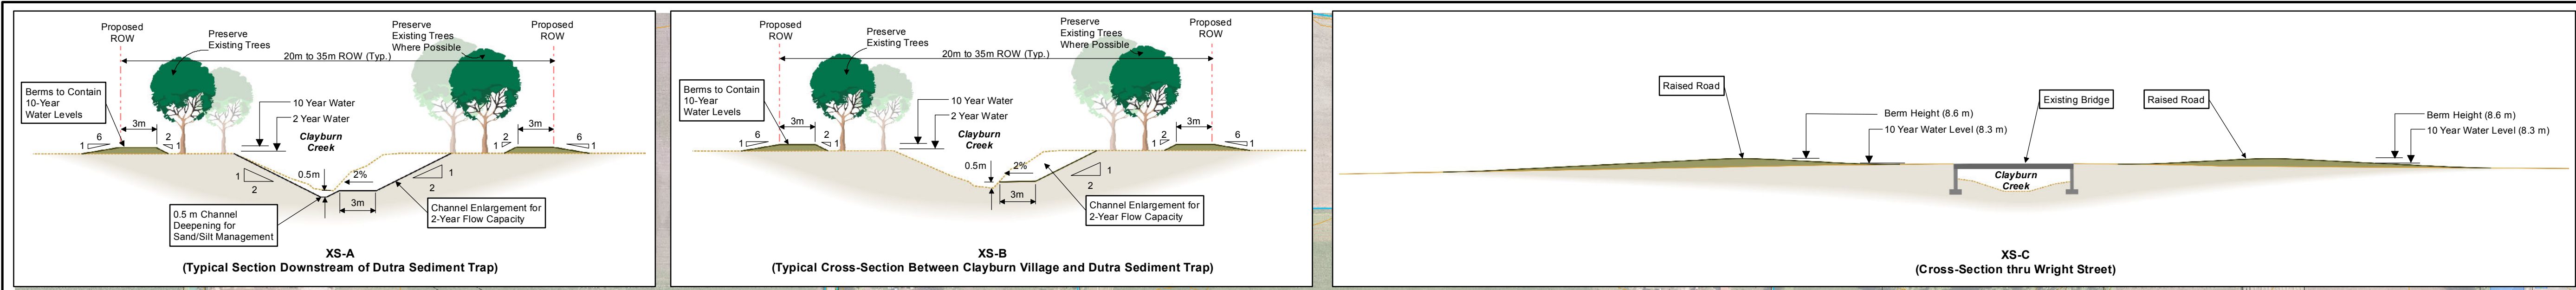 Proposed
ROW
Preserve
Existing Trees
Preserve
Existing Trees
Where Possible
Proposed
ROW
20m to 35m ROW (Typ.)
Berms to Contain
10-Year
Water Levels
10 Year Water
2 Year Water
Clayburn
Creek
3m
3m
6
1
2
1
2
1
6
1
0.5m
2%
1
2
1
2
3m
0.5 m Channel
Deepening for
Sand/Silt Management
Channel Enlargement for
2-Year Flow Capacity
XS-A
(Typical Section Downstream of Dutra Sediment Trap)
Proposed
ROW
Preserve
Existing Trees
Preserve
Existing Trees
Where Possible
Proposed
ROW
20m to 35m ROW (Typ.)
Berms to Contain
10-Year
Water Levels
10 Year Water
2 Year Water
Clayburn
Creek
3m
3m
6
1
2
1
2
1
6
1
0.5m
2%
1
2
3m
Channel Enlargement for
2-Year Flow Capacity
XS-B
(Typical Cross-Section Between Clayburn Village and Dutra Sediment Trap)
Raised Road
Existing Bridge
Raised Road
Berm Height (8.6 m)
10 Year Water Level (8.3 m)
Berm Height (8.6 m)
10 Year Water Level (8.3 m)
Clayburn
Creek
XS-C
(Cross-Section thru Wright Street)